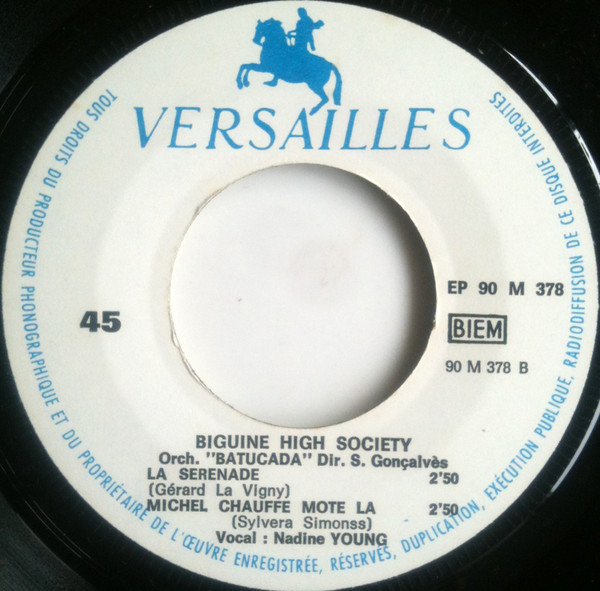 VERSAILLES
TOUS DROITS DU PRODUCTEUR PHONOGRAPHIQUE ET DU PROPRIÉTAIRE DE L'ŒUVRE ENREGISTRÉE, RÉSERVÉS, DUPLICATION, EXÉCUTION PUBLIQUE, RADIODIFFUSION DE CE DISQUE INTERDITES
45
EP 90 M 378
BIEM
90 M 378 B
BIGUINE HIGH SOCIETY
Orch. "BATUCADA" Dir. S. Gonçalvès
LA SERENADE 2'50
(Gérard La Vigny)
MICHEL CHAUFFE MOTE LA 2'50
(Sylvera Simonss)
Vocal : Nadine YOUNG